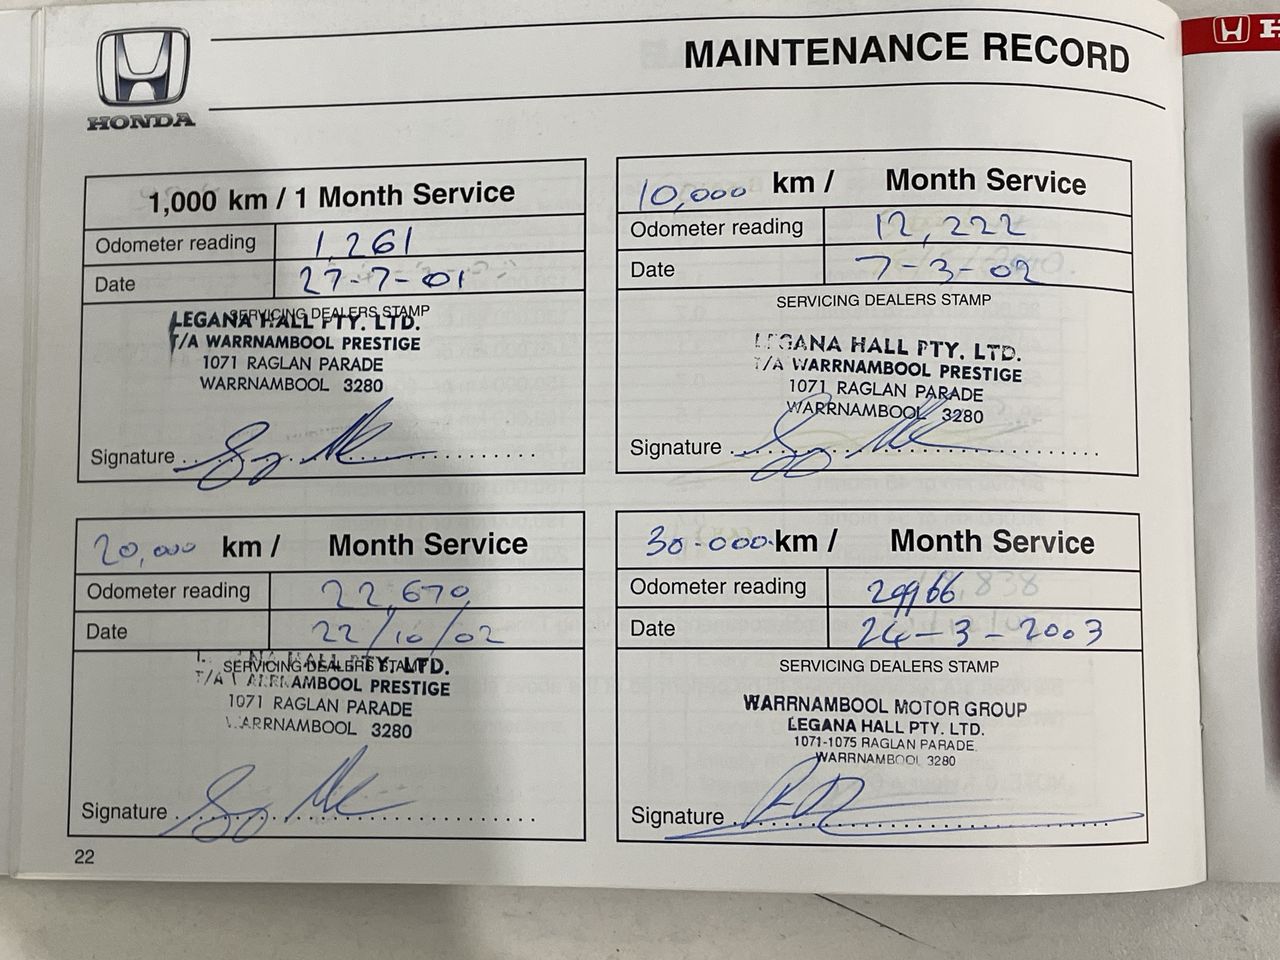 HONDA
MAINTENANCE RECORD
1,000 km / 1 Month Service
Odometer reading 1,261
Date 27-7-01
SERVICING DEALERS STAMP
LEGANA HALL PTY. LTD.
T/A WARRNAMBOOL PRESTIGE
1071 RAGLAN PARADE
WARRNAMBOOL 3280
Signature
10,000 km / Month Service
Odometer reading 12,222
Date 7-3-02
SERVICING DEALERS STAMP
LEGANA HALL PTY. LTD.
T/A WARRNAMBOOL PRESTIGE
1071 RAGLAN PARADE
WARRNAMBOOL 3280
Signature
20,000 km / Month Service
Odometer reading 22,670
Date 22/10/02
SERVICING DEALERS STAMP
HALL PTY. LTD.
T/A WARRNAMBOOL PRESTIGE
1071 RAGLAN PARADE
WARRNAMBOOL 3280
Signature
30.000 km / Month Service
Odometer reading 29966
Date 24-3-2003
SERVICING DEALERS STAMP
WARRNAMBOOL MOTOR GROUP
LEGANA HALL PTY. LTD.
1071-1075 RAGLAN PARADE.
WARRNAMBOOL 3280
Signature
22